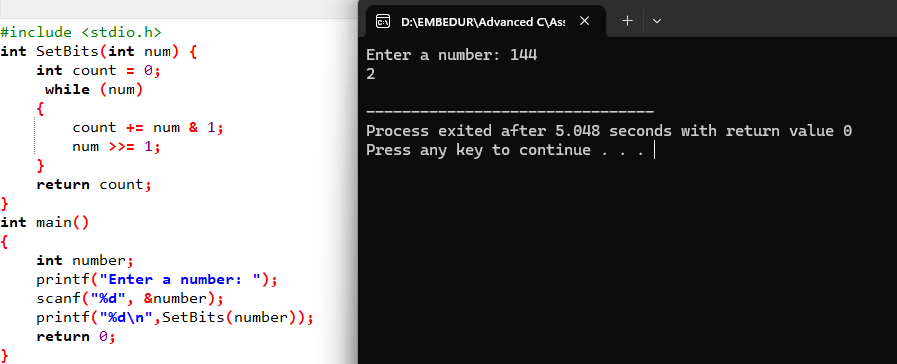 #include <stdio.h>
int SetBits(int num) {
    int count = 0;
     while (num)
    {
        count += num & 1;
        num >>= 1;
    }
    return count;
}
int main()
{
    int number;
    printf("Enter a number: ");
    scanf("%d", &number);
    printf("%d\n",SetBits(number));
    return 0;
}
D:\EMBEDUR\Advanced C\Ass
Enter a number: 144
2
--------------------------------
Process exited after 5.048 seconds with return value 0
Press any key to continue . . .